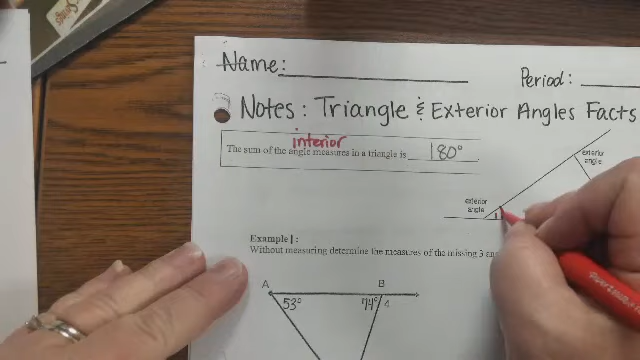 Name:
Period:
Notes: Triangle & Exterior Angles Facts
interior
The sum of the angle measures in a triangle is 180°
exterior
angle
exterior
angle
1
Example 1:
Without measuring determine the measures of the missing 3
A
B
53°
74°
4